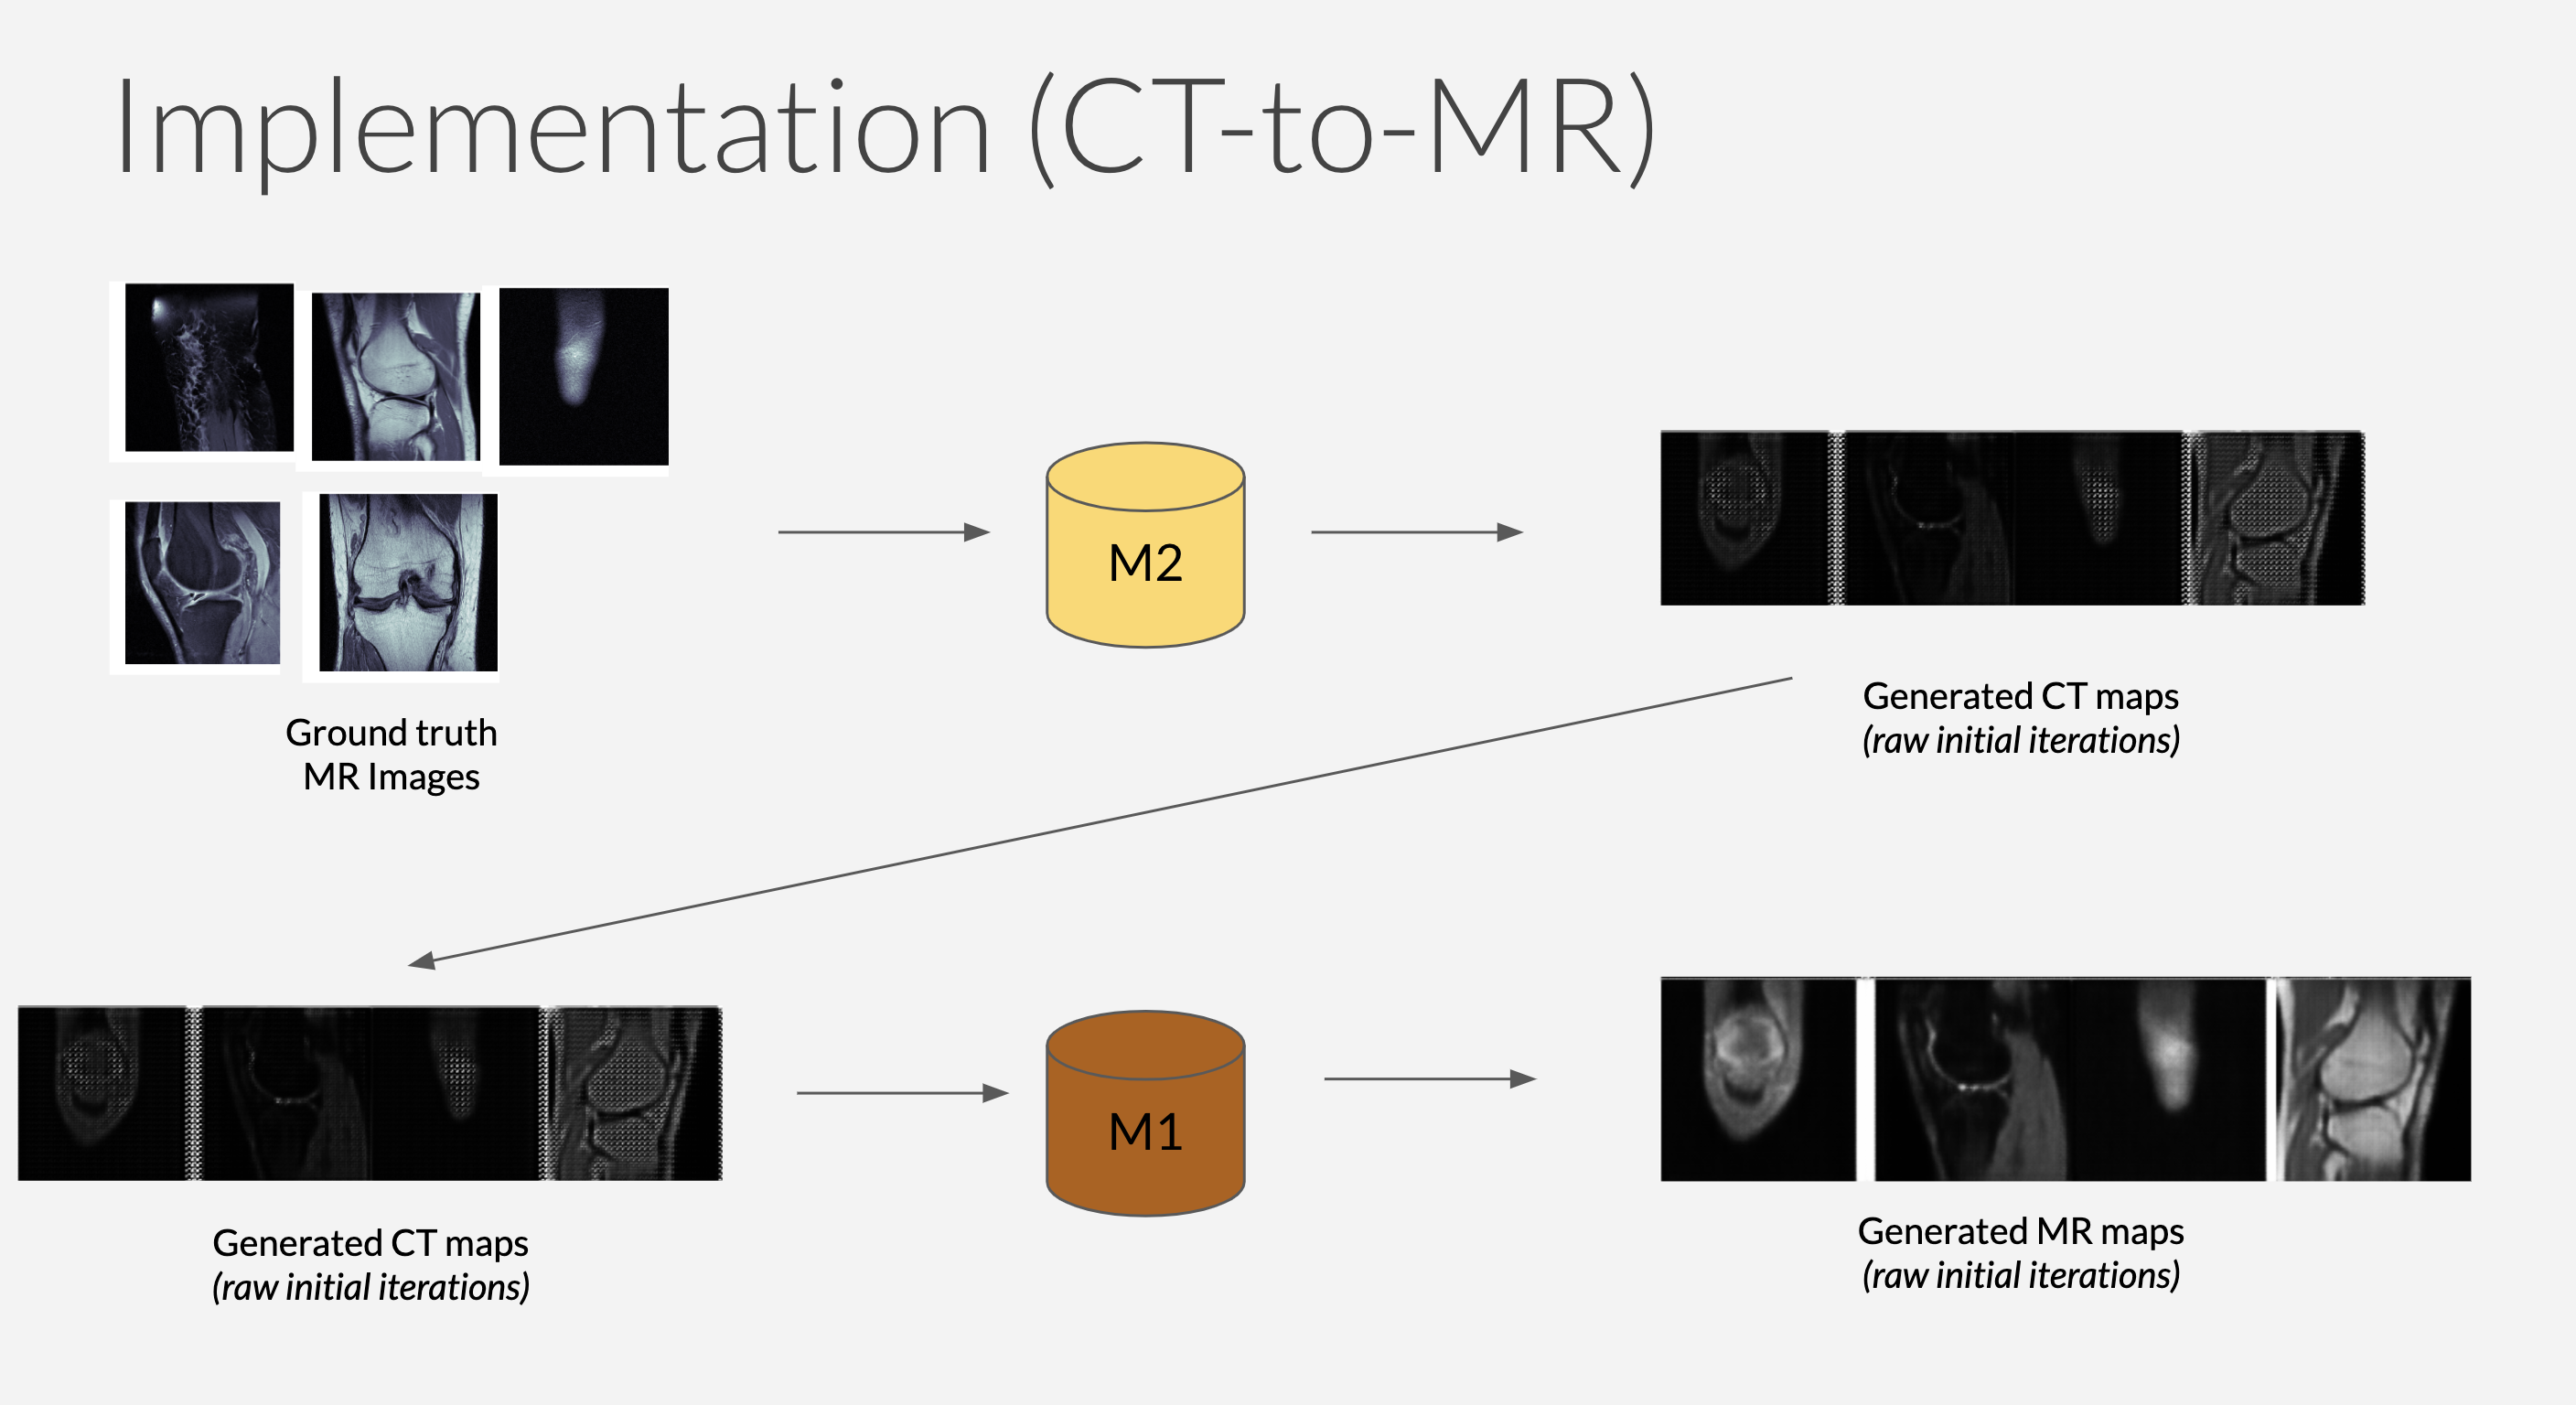 Implementation (CT-to-MR)
M2
Ground truth
MR Images
Generated CT maps
(raw initial iterations)
M1
Generated CT maps
(raw initial iterations)
Generated MR maps
(raw initial iterations)